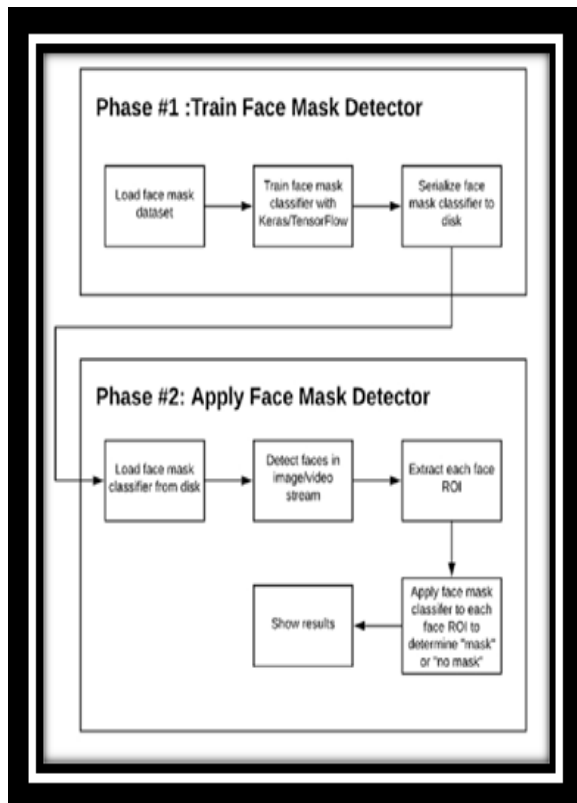 Phase #1 :Train Face Mask Detector
Load face mask
dataset
Train face mask
classifier with
Keras/TensorFlow
Serialize face
mask classifier to
disk
Phase #2: Apply Face Mask Detector
Load face mask
classifier from disk
Detect faces in
image/video
stream
Extract each face
ROI
Apply face mask
classifer to each
face ROI to
determine "mask"
or "no mask"
Show results